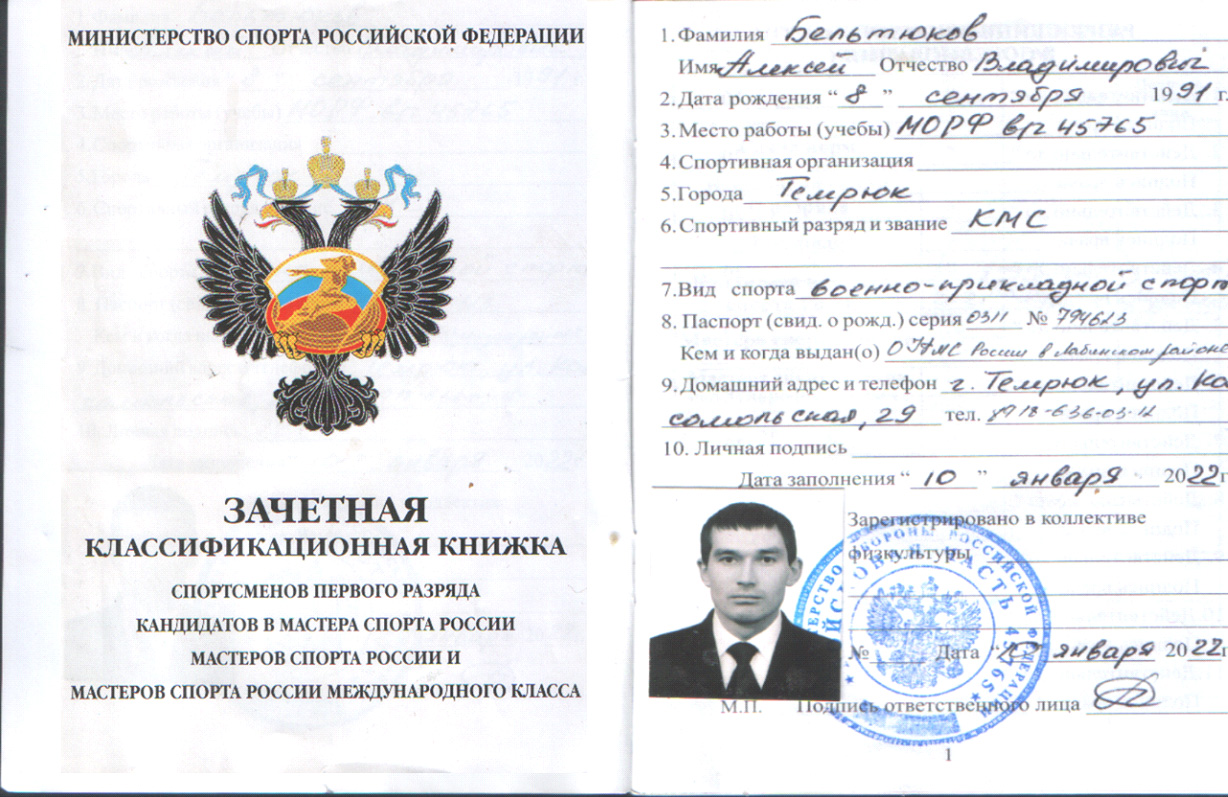 МИНИСТЕРСТВО СПОРТА РОССИЙСКОЙ ФЕДЕРАЦИИ
ЗАЧЕТНАЯ
КЛАССИФИКАЦИОННАЯ КНИЖКА
СПОРТСМЕНОВ ПЕРВОГО РАЗРЯДА
КАНДИДАТОВ В МАСТЕРА СПОРТА РОССИИ
МАСТЕРОВ СПОРТА РОССИИ И
МАСТЕРОВ СПОРТА РОССИИ МЕЖДУНАРОДНОГО КЛАССА
1. Фамилия Бельтюков
Имя Алексей Отчество Владимирович
2. Дата рождения “ 8 ” сентября 1991 г.
3. Место работы (учебы) МОРФ в/г 45765
4. Спортивная организация
5. Города Темрюк
6. Спортивный разряд и звание КМС
7. Вид спорта военно-прикладной спорт
8. Паспорт (свид. о рожд.) серия 0311 № 794613
Кем и когда выдан(о) ОУФМС России в Лабинском районе
9. Домашний адрес и телефон г. Темрюк, ул. Ко
сомольская, 29 тел. 8918-636-03-12
10. Личная подпись
Дата заполнения “ 10 ” января 2022г
Зарегистрировано в коллективе
физкультуры
№ Дата “ января 2022г
М.П. Подпись ответственного лица
1